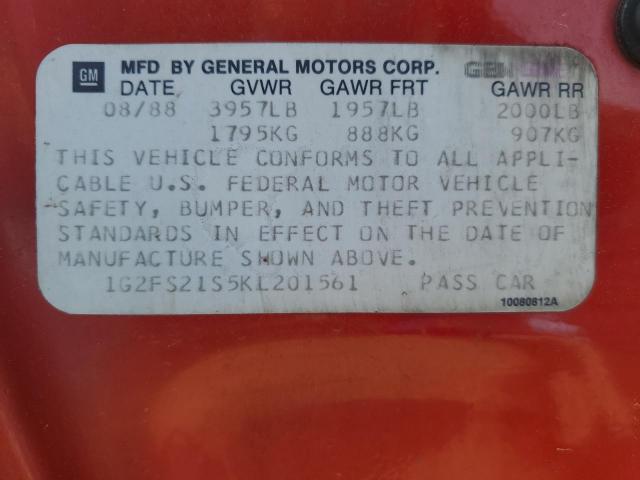 GM MFD BY GENERAL MOTORS CORP.
DATE GVWR GAWR FRT GAWR RR
08/88 3957LB 1957LB 2000LB
1795KG 888KG 907KG
THIS VEHICLE CONFORMS TO ALL APPLI-
CABLE U.S. FEDERAL MOTOR VEHICLE
SAFETY, BUMPER, AND THEFT PREVENTION
STANDARDS IN EFFECT ON THE DATE OF
MANUFACTURE SHOWN ABOVE.
1G2FS21S5KL201561 PASS CAR
10080812A